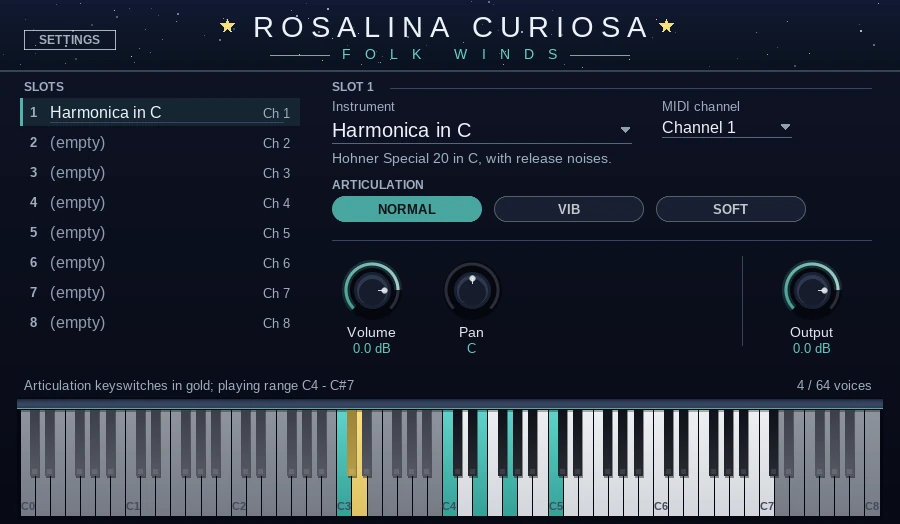 SETTINGS
ROSALINA CURIOSA
FOLK WINDS
SLOTS
1 Harmonica in C Ch 1
2 (empty) Ch 2
3 (empty) Ch 3
4 (empty) Ch 4
5 (empty) Ch 5
6 (empty) Ch 6
7 (empty) Ch 7
8 (empty) Ch 8
SLOT 1
Instrument MIDI channel
Harmonica in C Channel 1
Hohner Special 20 in C, with release noises.
ARTICULATION
NORMAL VIB SOFT
Volume Pan Output
0.0 dB C 0.0 dB
Articulation keyswitches in gold; playing range C4 - C#7 4 / 64 voices
C0 C1 C2 C3 C4 C5 C6 C7 C8